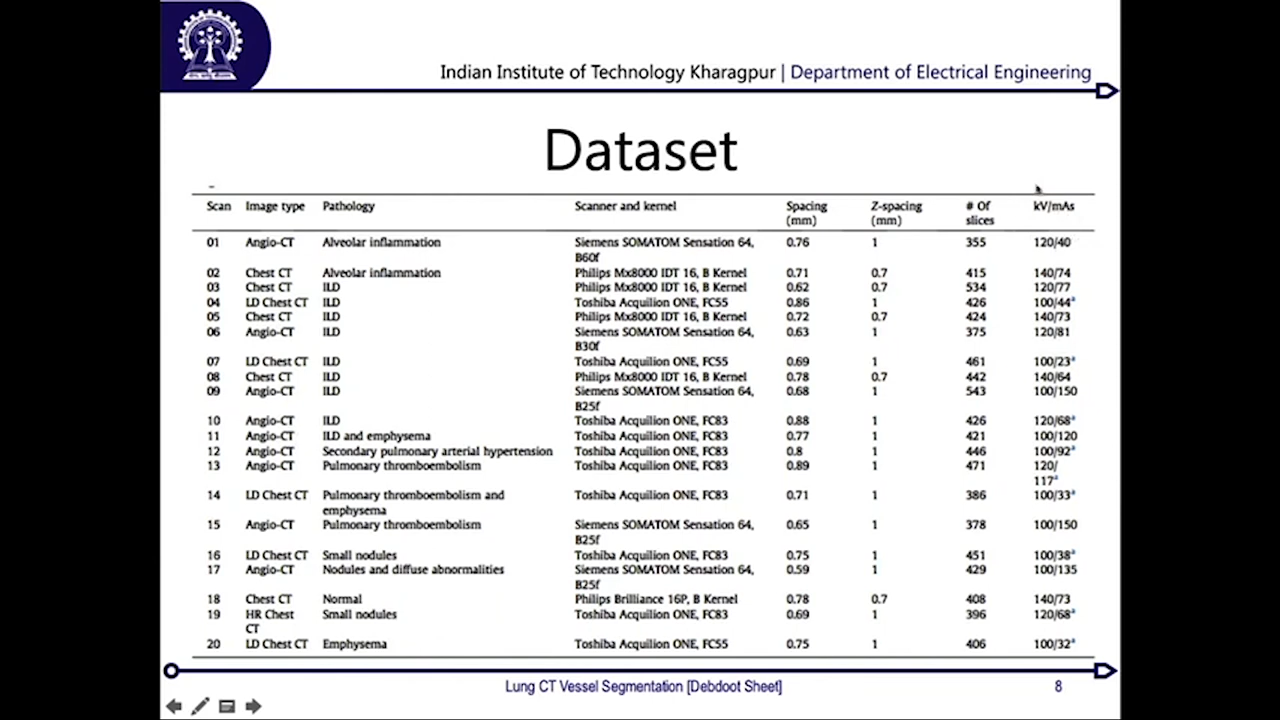 Indian Institute of Technology Kharagpur | Department of Electrical Engineering
Dataset
Scan Image type Pathology Scanner and kernel Spacing (mm) Z-spacing (mm) # Of slices kV/mAs
01 Angio-CT Alveolar inflammation Siemens SOMATOM Sensation 64, B60f 0.76 1 355 120/40
02 Chest CT Alveolar inflammation Philips Mx8000 IDT 16, B Kernel 0.71 0.7 415 140/74
03 Chest CT ILD Philips Mx8000 IDT 16, B Kernel 0.62 0.7 534 120/77
04 LD Chest CT ILD Toshiba Acquilion ONE, FC55 0.86 1 426 100/44ª
05 Chest CT ILD Philips Mx8000 IDT 16, B Kernel 0.72 0.7 424 140/73
06 Angio-CT ILD Siemens SOMATOM Sensation 64, B30f 0.63 1 375 120/81
07 LD Chest CT ILD Toshiba Acquilion ONE, FC55 0.69 1 461 100/23ª
08 Chest CT ILD Philips Mx8000 IDT 16, B Kernel 0.78 0.7 442 140/64
09 Angio-CT ILD Siemens SOMATOM Sensation 64, B25f 0.68 1 543 100/150
10 Angio-CT ILD Toshiba Acquilion ONE, FC83 0.88 1 426 120/68ª
11 Angio-CT ILD and emphysema Toshiba Acquilion ONE, FC83 0.77 1 421 100/120
12 Angio-CT Secondary pulmonary arterial hypertension Toshiba Acquilion ONE, FC83 0.8 1 446 100/92ª
13 Angio-CT Pulmonary thromboembolism Toshiba Acquilion ONE, FC83 0.89 1 471 120/117ª
14 LD Chest CT Pulmonary thromboembolism and emphysema Toshiba Acquilion ONE, FC83 0.71 1 386 100/33ª
15 Angio-CT Pulmonary thromboembolism Siemens SOMATOM Sensation 64, B25f 0.65 1 378 100/150
16 LD Chest CT Small nodules Toshiba Acquilion ONE, FC83 0.75 1 451 100/38ª
17 Angio-CT Nodules and diffuse abnormalities Siemens SOMATOM Sensation 64, B25f 0.59 1 429 100/135
18 Chest CT Normal Philips Brilliance 16P, B Kernel 0.78 0.7 408 140/73
19 HR Chest CT Small nodules Toshiba Acquilion ONE, FC83 0.69 1 396 120/68ª
20 LD Chest CT Emphysema Toshiba Acquilion ONE, FC55 0.75 1 406 100/32ª
Lung CT Vessel Segmentation [Debdoot Sheet] 8